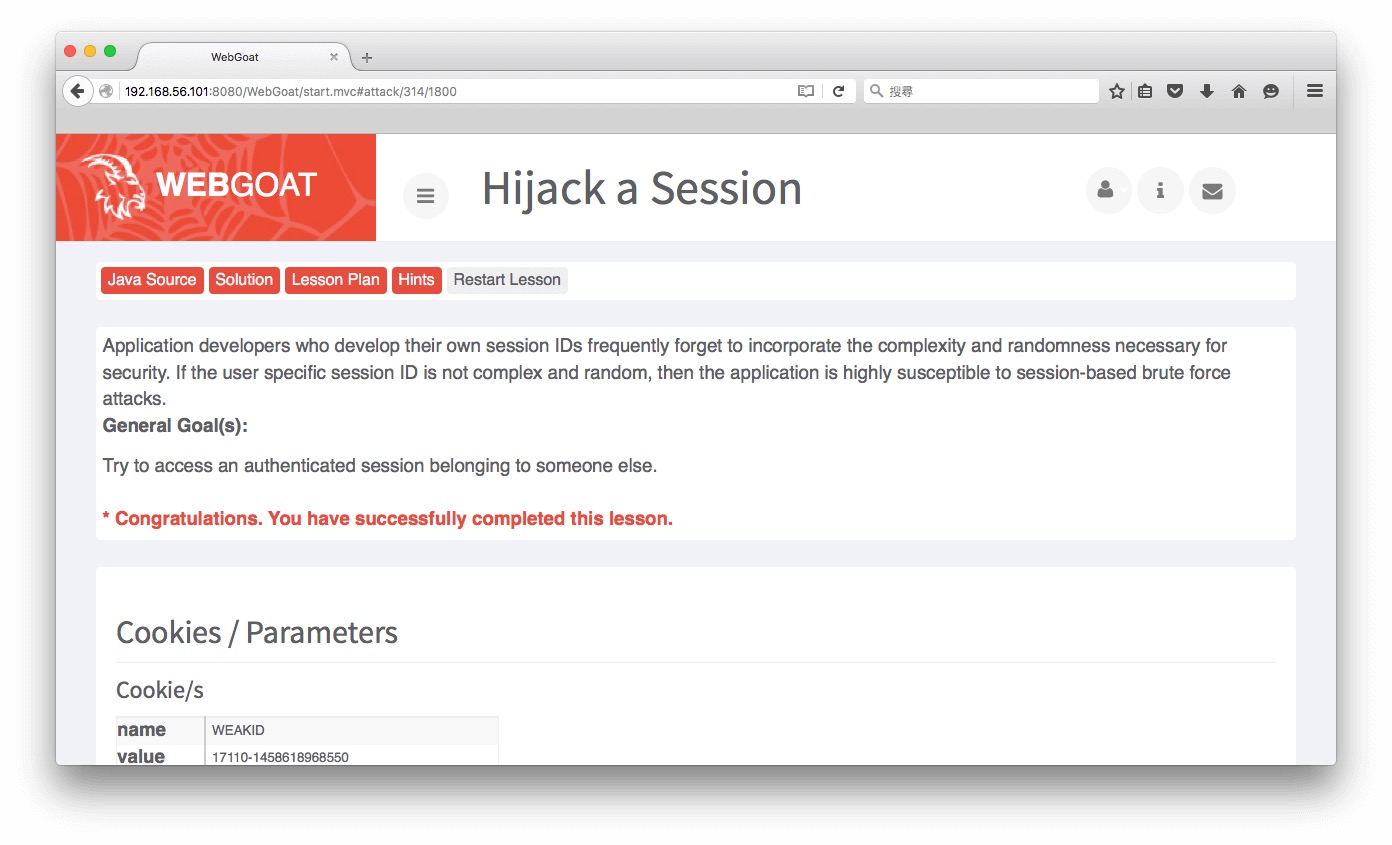 WebGoat
192.168.56.101:8080/WebGoat/start.mvc#attack/314/1800
搜尋
WEBGOAT
Hijack a Session
Java Source Solution Lesson Plan Hints Restart Lesson
Application developers who develop their own session IDs frequently forget to incorporate the complexity and randomness necessary for
security. If the user specific session ID is not complex and random, then the application is highly susceptible to session-based brute force
attacks.
General Goal(s):
Try to access an authenticated session belonging to someone else.
* Congratulations. You have successfully completed this lesson.
Cookies / Parameters
Cookie/s
name WEAKID
value 17110-1458618968550